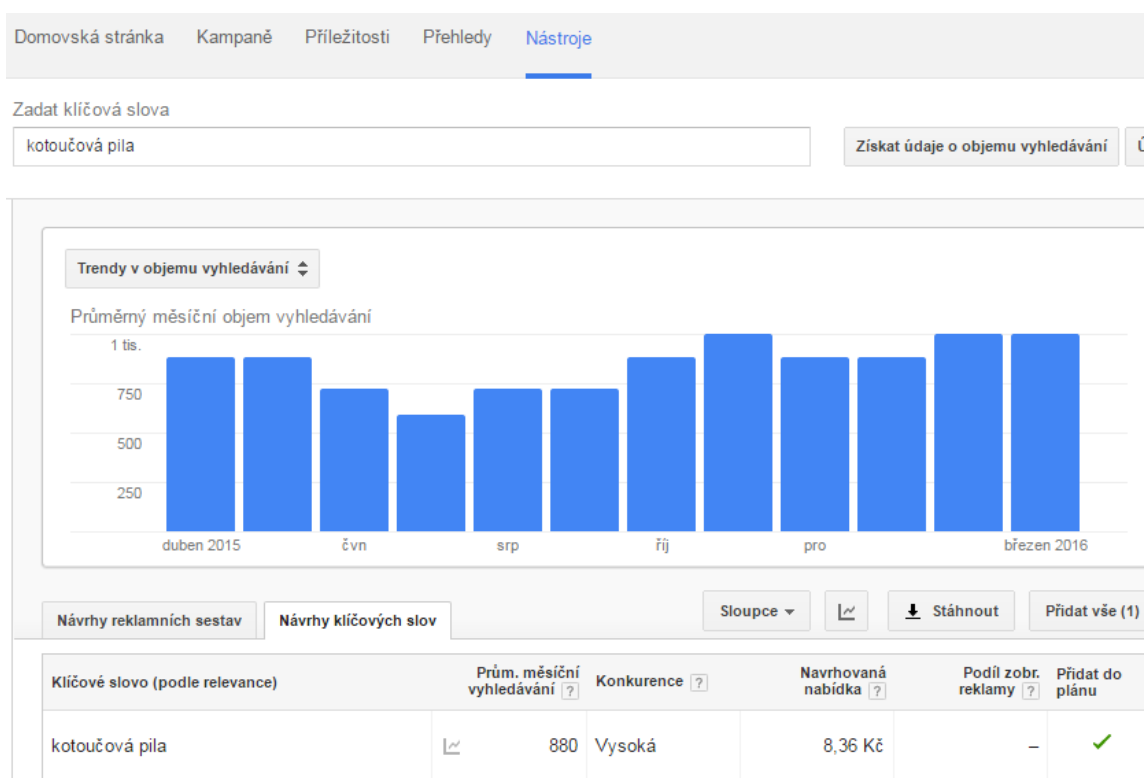 Domovská stránka Kampaně Příležitosti Přehledy Nástroje
Zadat klíčová slova
kotoučová pila
Získat údaje o objemu vyhledávání
Trendy v objemu vyhledávání
Průměrný měsíční objem vyhledávání
1 tis.
750
500
250
duben 2015 čvn srp říj pro březen 2016
Návrhy reklamních sestav Návrhy klíčových slov Sloupce Stáhnout Přidat vše (1)
Klíčové slovo (podle relevance) Prům. měsíční vyhledávání ? Konkurence ? Navrhovaná nabídka ? Podíl zobr. reklamy ? Přidat do plánu
kotoučová pila 880 Vysoká 8,36 Kč –